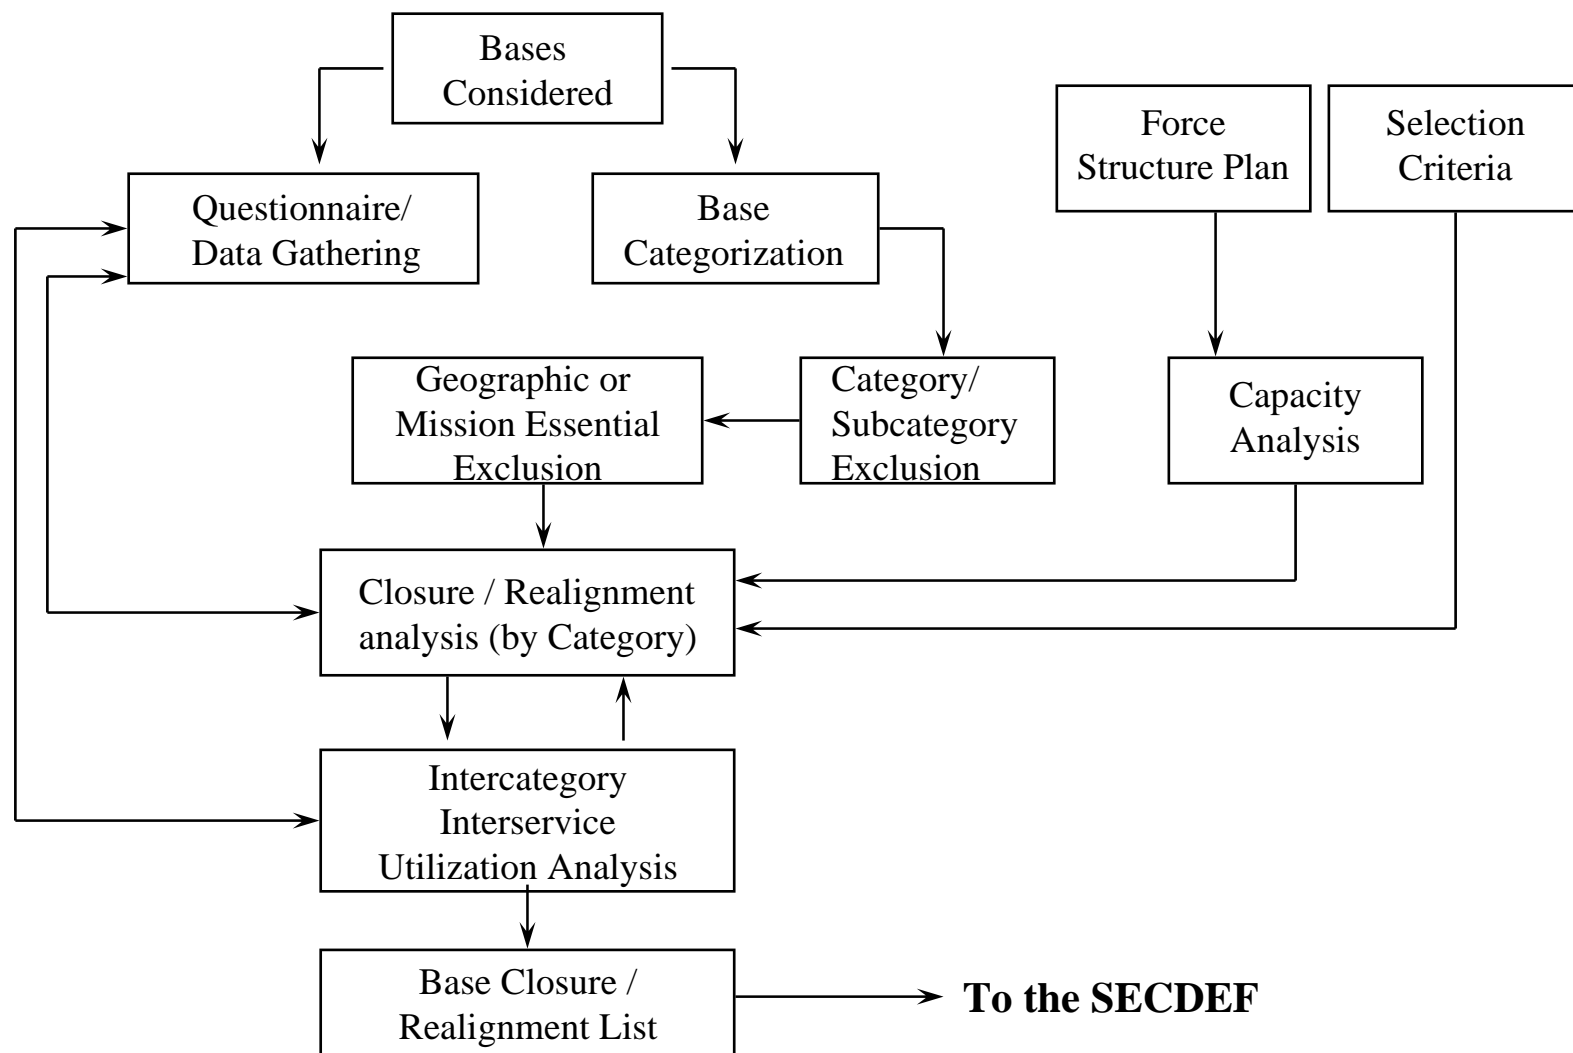 Bases
Considered
Force
Structure Plan
Selection
Criteria
Questionnaire/
Data Gathering
Base
Categorization
Geographic or
Mission Essential
Exclusion
Category/
Subcategory
Exclusion
Capacity
Analysis
Closure / Realignment
analysis (by Category)
Intercategory
Interservice
Utilization Analysis
Base Closure /
Realignment List
To the SECDEF